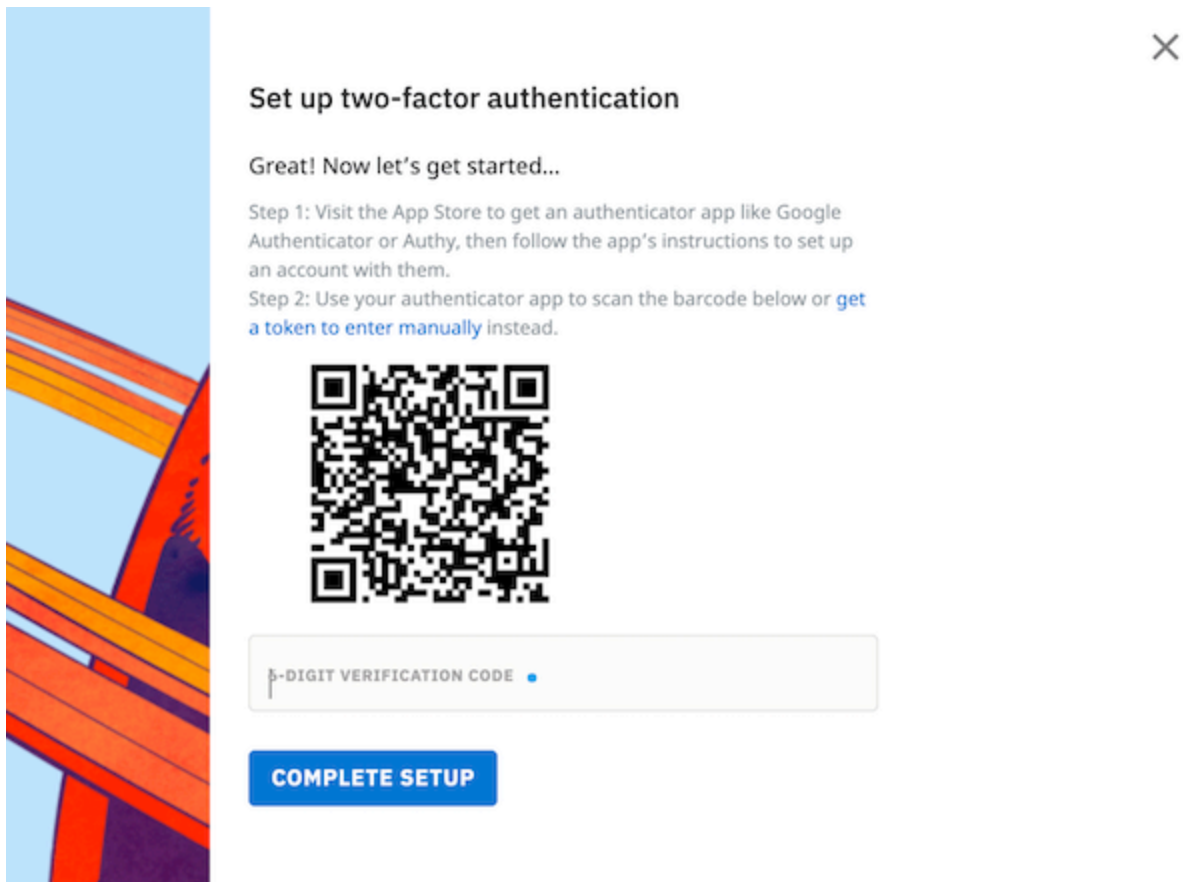 Set up two-factor authentication
Great! Now let's get started...
Step 1: Visit the App Store to get an authenticator app like Google
Authenticator or Authy, then follow the app's instructions to set up
an account with them.
Step 2: Use your authenticator app to scan the barcode below or get
a token to enter manually instead.
6-DIGIT VERIFICATION CODE
COMPLETE SETUP